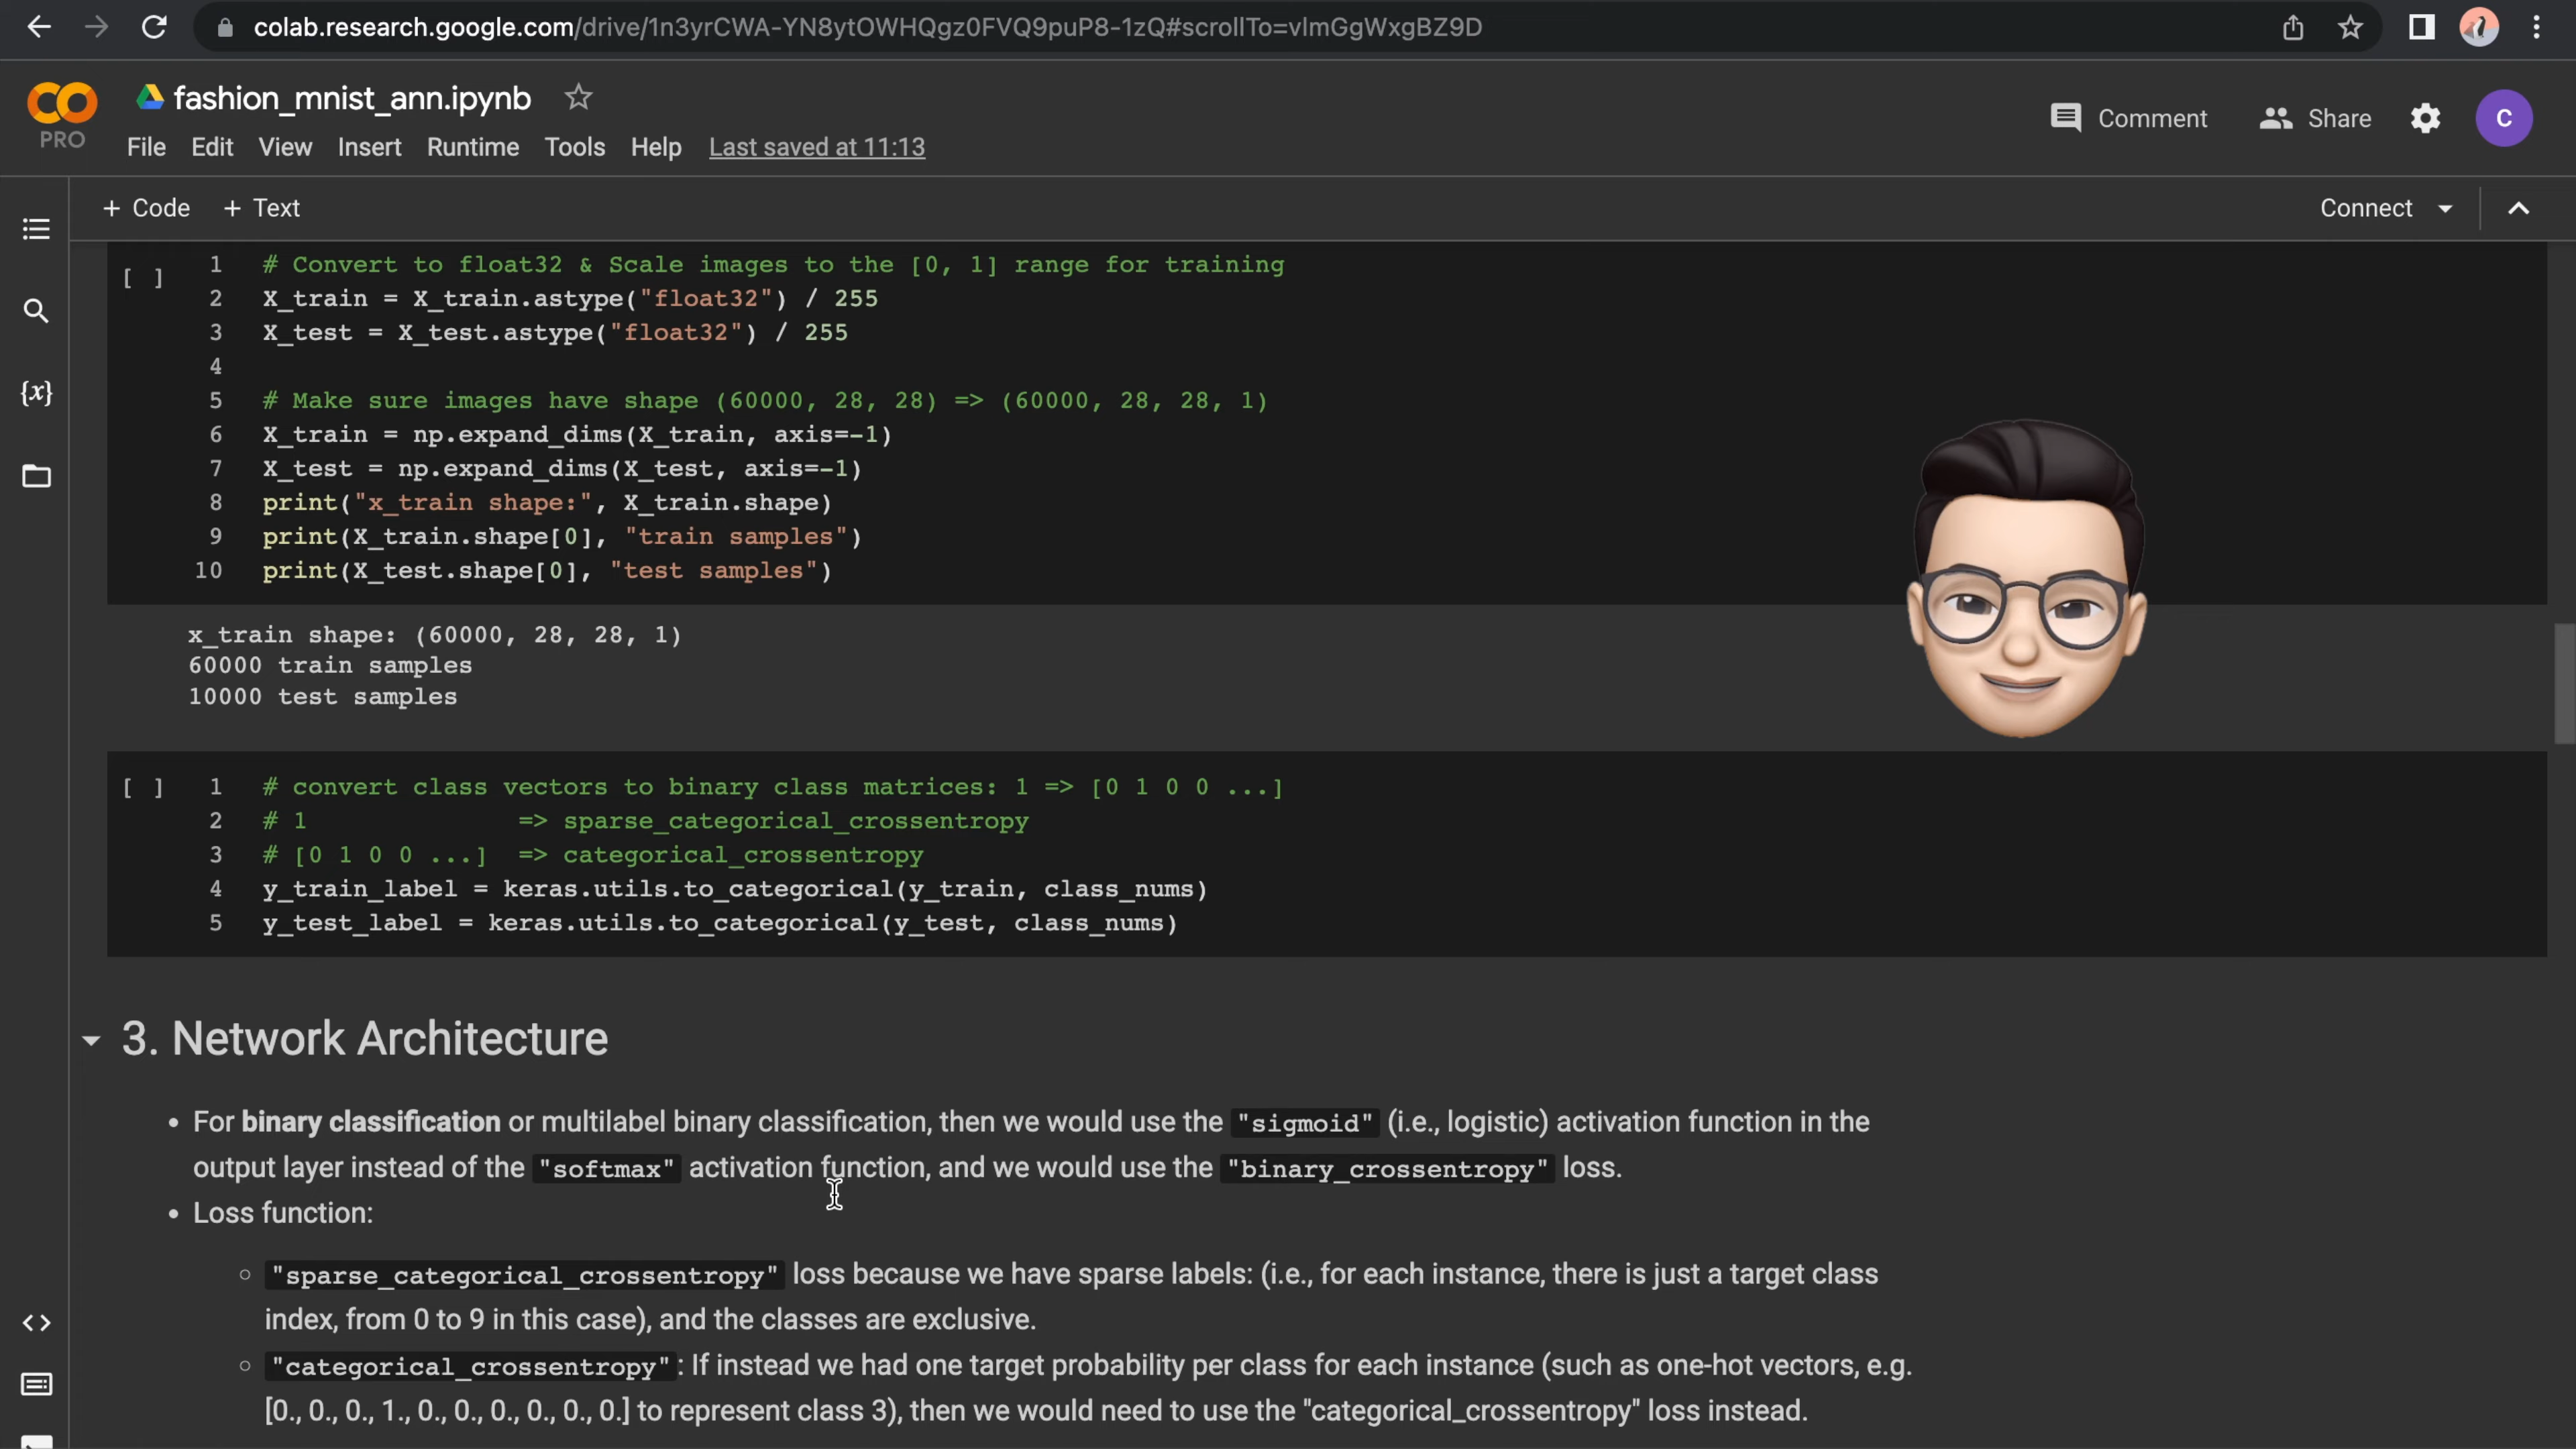 colab.research.google.com/drive/1n3yrCWA-YN8ytOWHQgz0FVQ9puP8-1zQ#scrollTo=vlmGgWxgBZ9D
CO
PRO
fashion_mnist_ann.ipynb
Comment
Share
C
File Edit View Insert Runtime Tools Help Last saved at 11:13
+ Code + Text
Connect
{x}
[ ]
1 # Convert to float32 & Scale images to the [0, 1] range for training
2 X_train = X_train.astype("float32") / 255
3 X_test = X_test.astype("float32") / 255
4
5 # Make sure images have shape (60000, 28, 28) => (60000, 28, 28, 1)
6 X_train = np.expand_dims(X_train, axis=-1)
7 X_test = np.expand_dims(X_test, axis=-1)
8 print("x_train shape:", X_train.shape)
9 print(X_train.shape[0], "train samples")
10 print(X_test.shape[0], "test samples")
x_train shape: (60000, 28, 28, 1)
60000 train samples
10000 test samples
[ ] 1 # convert class vectors to binary class matrices: 1 => [0 1 0 0 ...]
2 # 1 => sparse_categorical_crossentropy
3 # [0 1 0 0 ...] => categorical_crossentropy
4 y_train_label = keras.utils.to_categorical(y_train, class_nums)
5 y_test_label = keras.utils.to_categorical(y_test, class_nums)
3. Network Architecture
• For binary classification or multilabel binary classification, then we would use the "sigmoid" (i.e., logistic) activation function in the
output layer instead of the "softmax" activation function, and we would use the "binary_crossentropy" loss.
• Loss function:
○ "sparse_categorical_crossentropy" loss because we have sparse labels: (i.e., for each instance, there is just a target class
index, from 0 to 9 in this case), and the classes are exclusive.
○ "categorical_crossentropy": If instead we had one target probability per class for each instance (such as one-hot vectors, e.g.
[0., 0., 0., 1., 0., 0., 0., 0., 0., 0.] to represent class 3), then we would need to use the "categorical_crossentropy" loss instead.